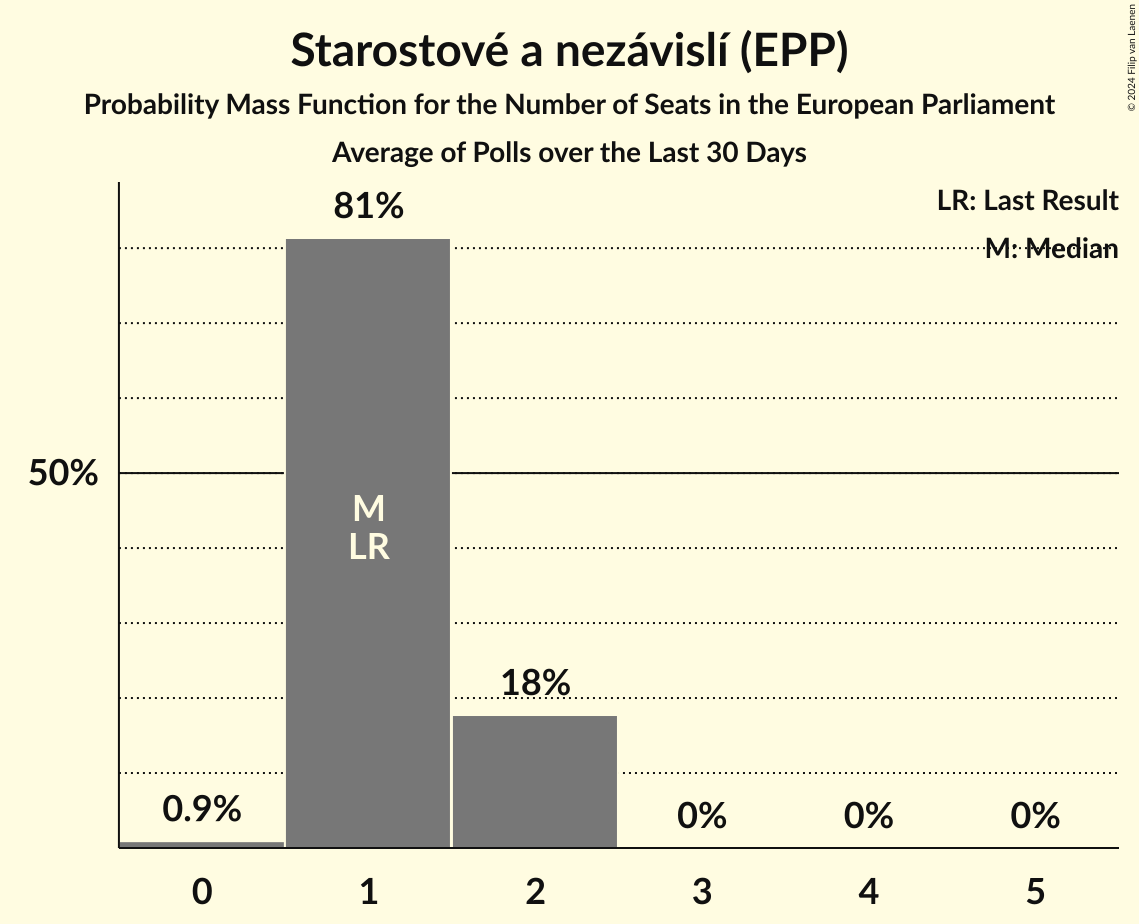 Starostové a nezávislí (EPP)
Probability Mass Function for the Number of Seats in the European Parliament
Average of Polls over the Last 30 Days
© 2024 Filip van Laenen
LR: Last Result
M: Median
81%
50%
M
LR
18%
0.9%
0%
0%
0%
0
1
2
3
4
5